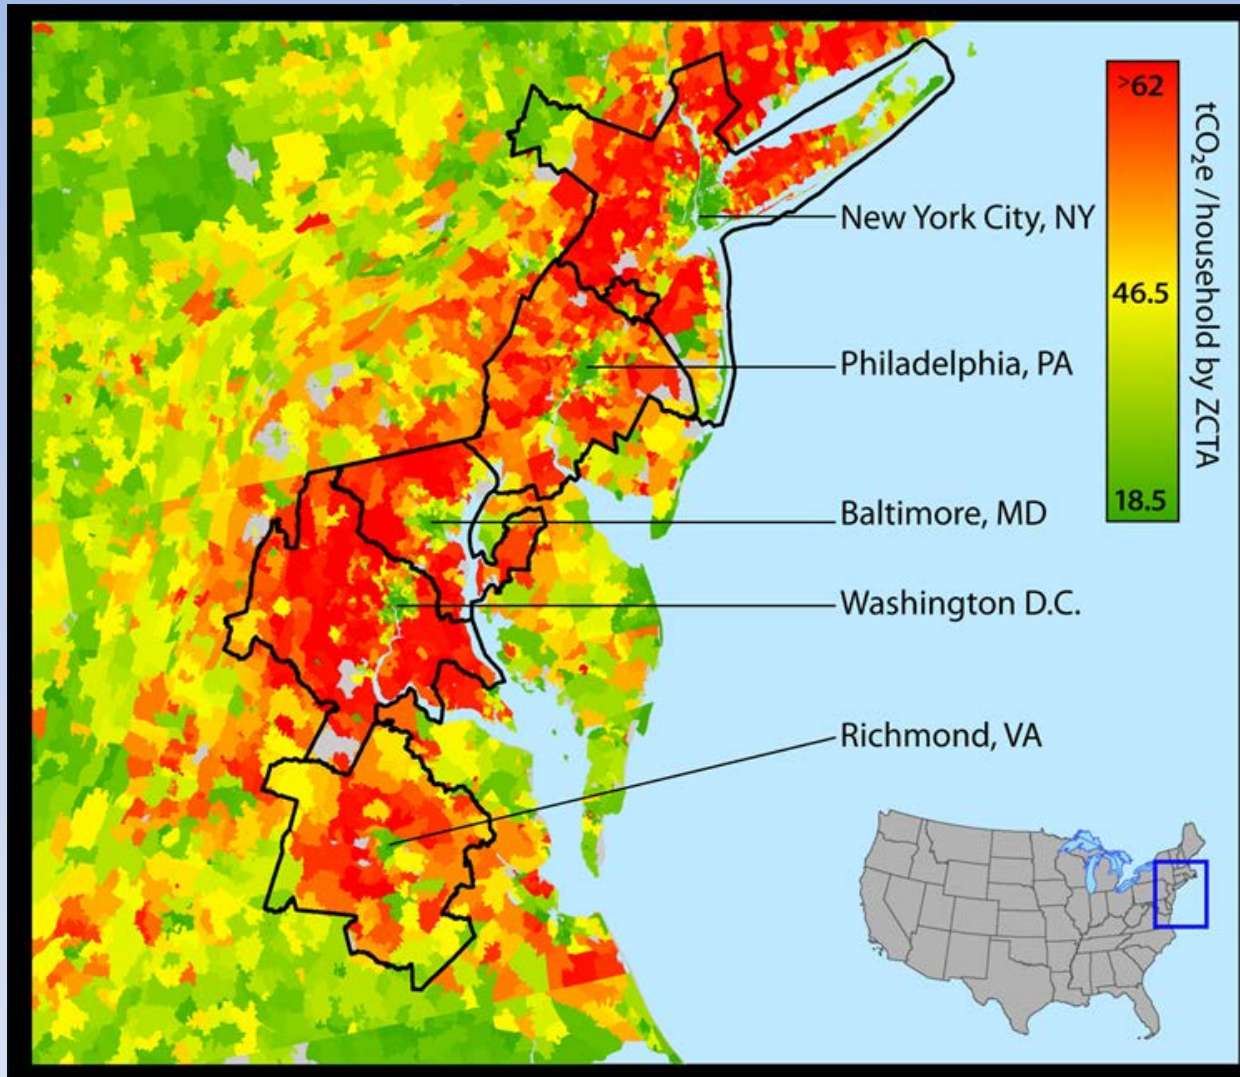 >62
46.5
18.5
tCO₂e /household by ZCTA
New York City, NY
Philadelphia, PA
Baltimore, MD
Washington D.C.
Richmond, VA